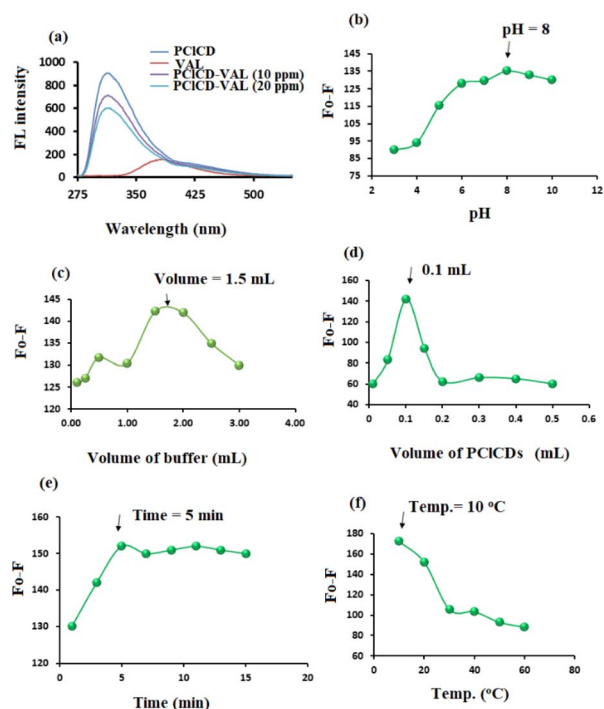 (a)
PClCD
VAL
PClCD-VAL (10 ppm)
PClCD-VAL (20 ppm)
FL intensity
1000
800
600
400
200
0
275 350 425 500
Wavelength (nm)
(b)
pH = 8
Fo-F
145
135
125
115
105
95
85
75
2 4 6 8 10 12
pH
(c)
Volume = 1.5 mL
Fo-F
145
140
135
130
125
120
0.00 1.00 2.00 3.00 4.00
Volume of buffer (mL)
(d)
0.1 mL
Fo-F
160
140
120
100
80
60
40
0 0.1 0.2 0.3 0.4 0.5 0.6
Volume of PClCDs (mL)
(e)
Time = 5 min
Fo-F
160
150
140
130
120
0 5 10 15 20
Time (min)
(f)
Temp.= 10 °C
Fo-F
180
160
140
120
100
80
60
0 20 40 60 80
Temp. (°C)